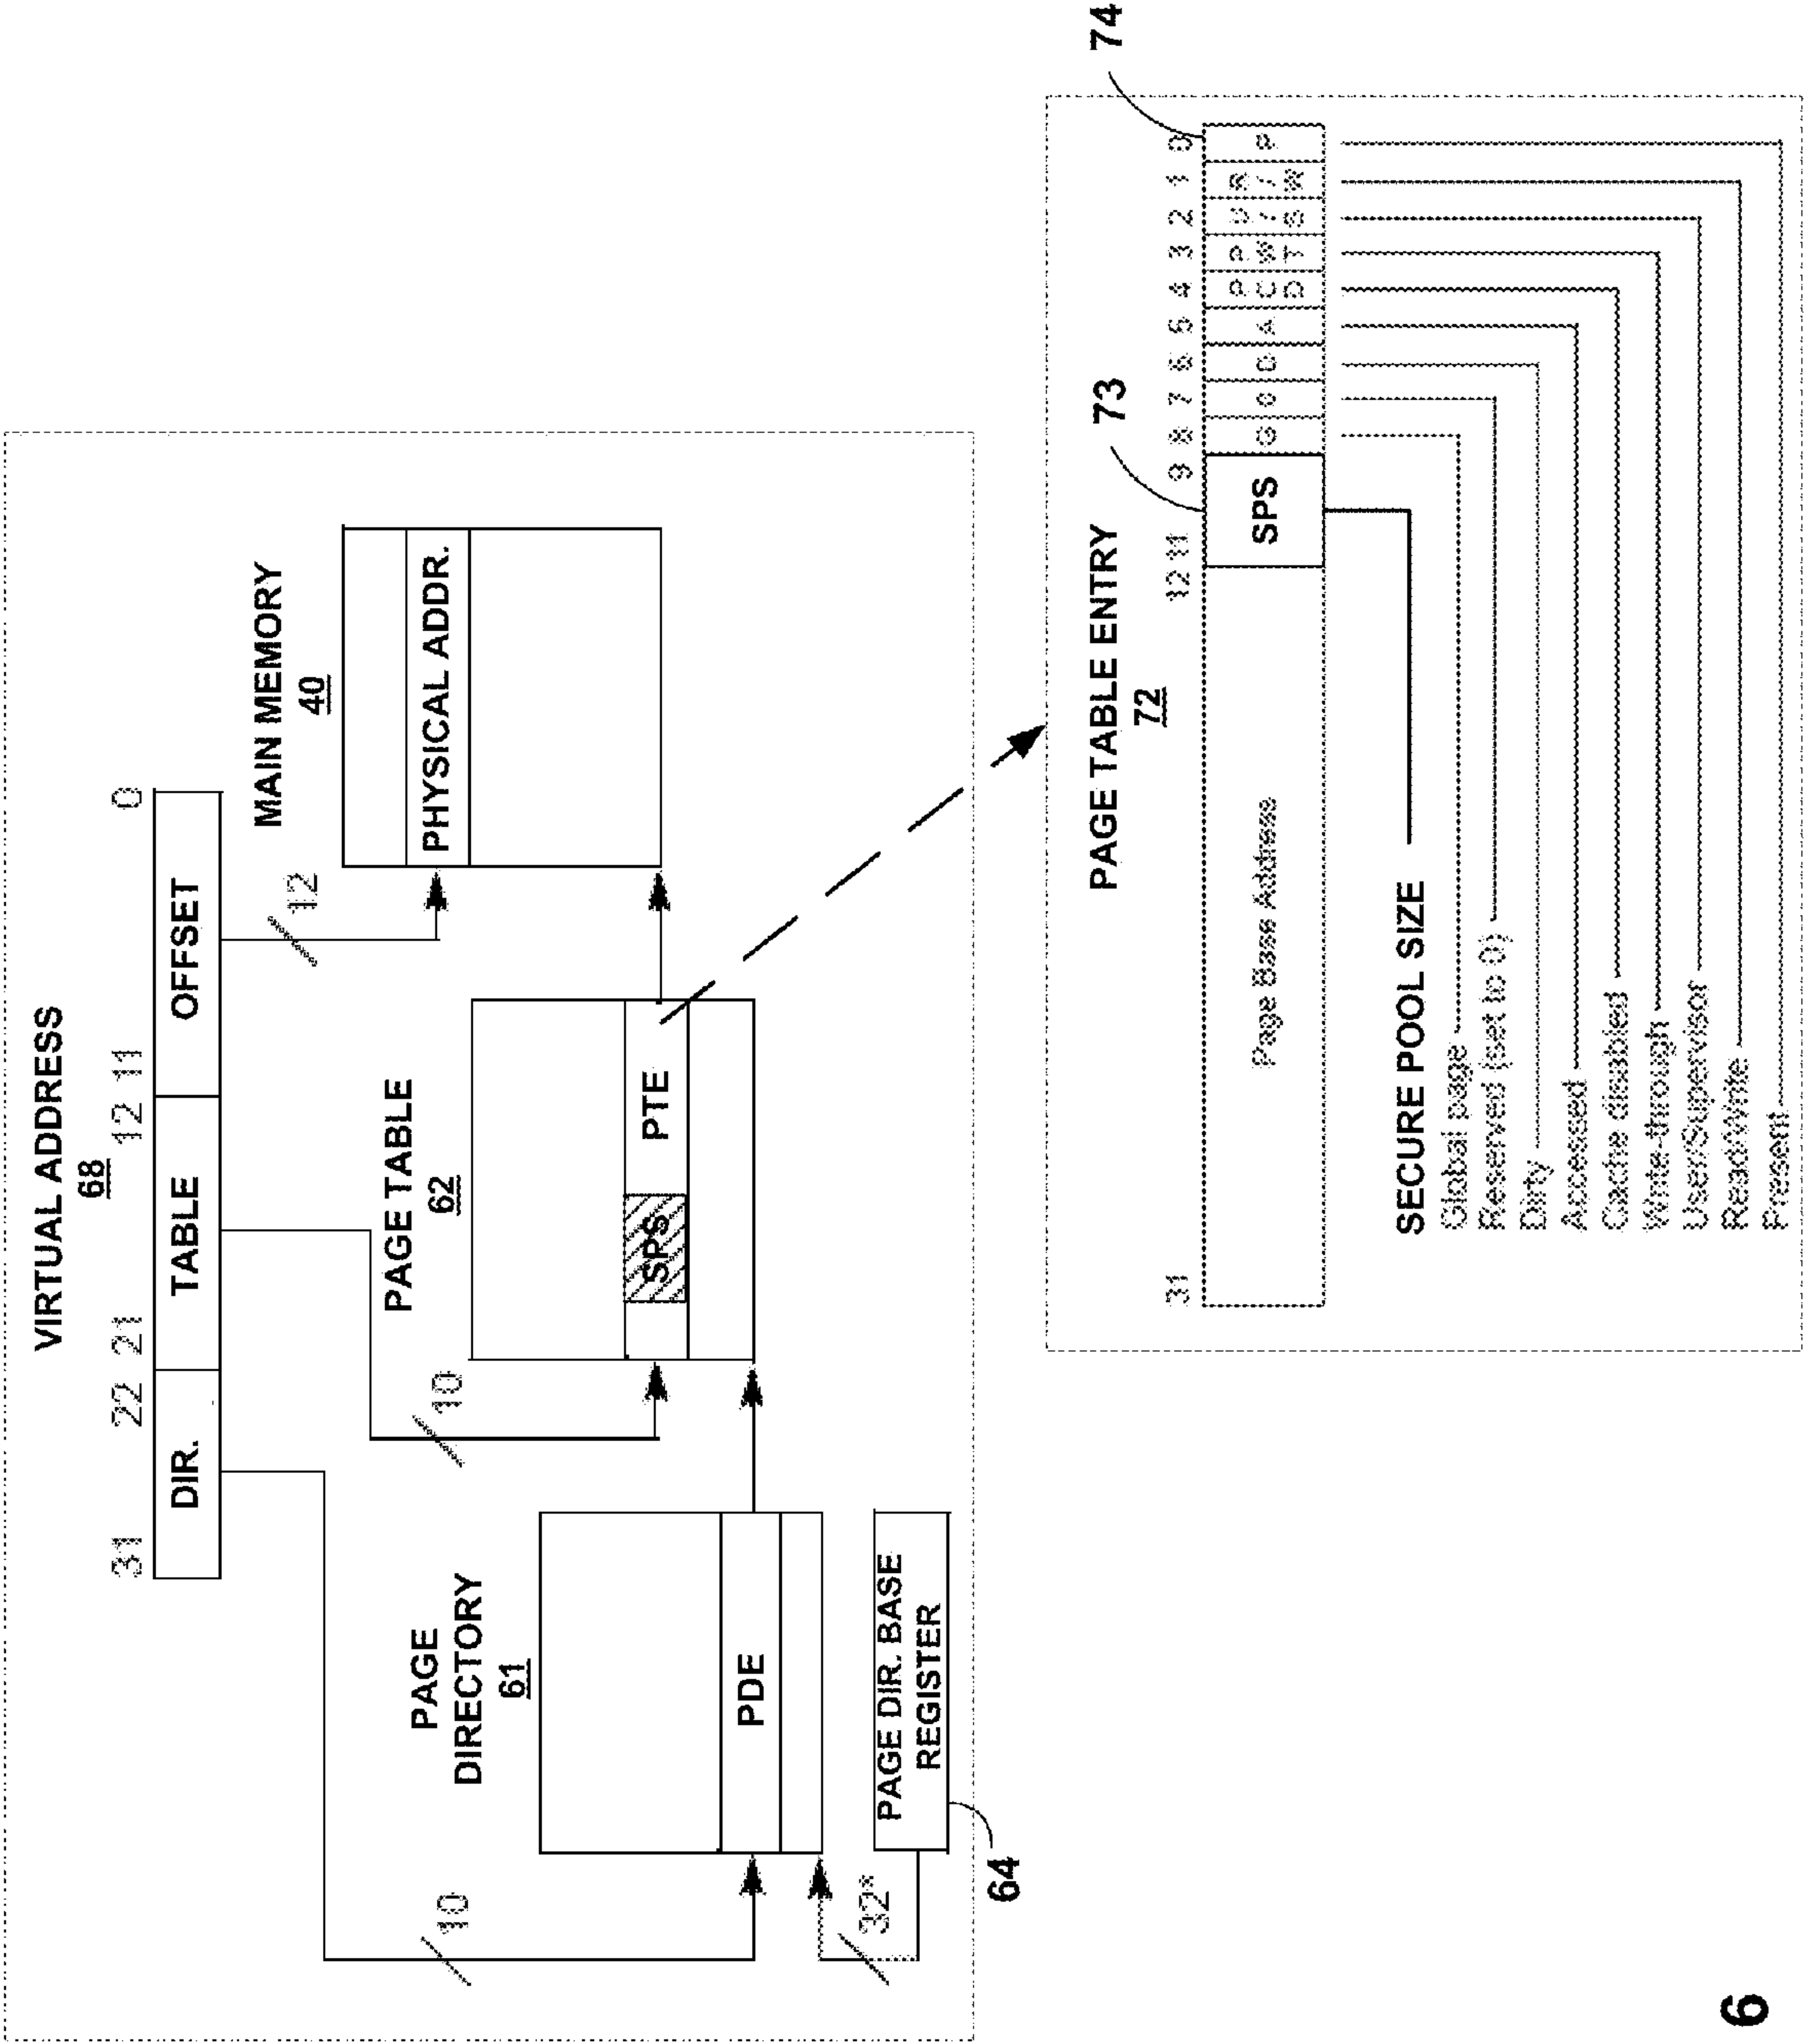 VIRTUAL ADDRESS
68
31 22 21 12 11 0
DIR. TABLE OFFSET
10
10
12
PAGE
DIRECTORY
61
PDE
PAGE DIR. BASE
REGISTER
64
32*
PAGE TABLE
62
SPS PTE
MAIN MEMORY
40
PHYSICAL ADDR.
PAGE TABLE ENTRY
72
73
74
31 12 11 9 8 7 6 5 4 3 2 1 0
Page Base Address SPS G 0 D A PCD PWT U/S R/W P
SECURE POOL SIZE
Global page
Reserved (set to 0)
Dirty
Accessed
Cache disabled
Write-through
User/Supervisor
Read/Write
Present
6